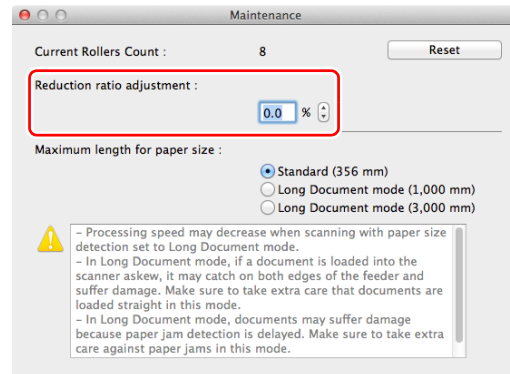 Maintenance
Current Rollers Count : 8 Reset
Reduction ratio adjustment :
0.0 %
Maximum length for paper size :
Standard (356 mm)
Long Document mode (1,000 mm)
Long Document mode (3,000 mm)
– Processing speed may decrease when scanning with paper size
detection set to Long Document mode.
– In Long Document mode, if a document is loaded into the
scanner askew, it may catch on both edges of the feeder and
suffer damage. Make sure to take extra care that documents are
loaded straight in this mode.
– In Long Document mode, documents may suffer damage
because paper jam detection is delayed. Make sure to take extra
care against paper jams in this mode.